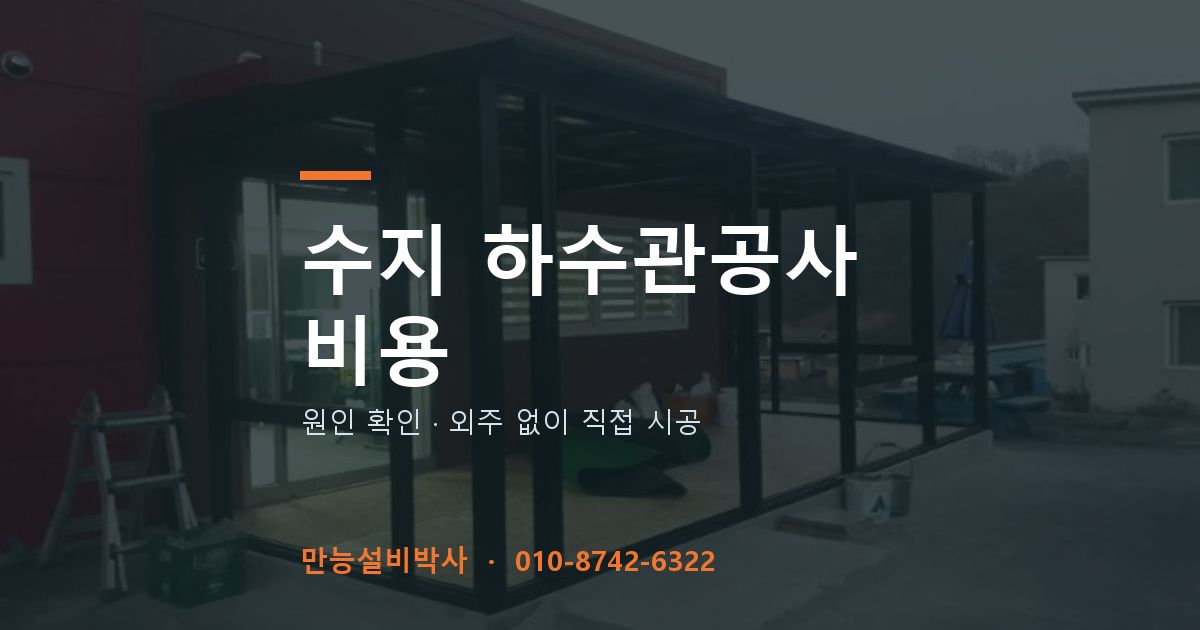 수지 하수관공사
비용
원인 확인 · 외주 없이 직접 시공
만능설비박사 · 010-8742-6322